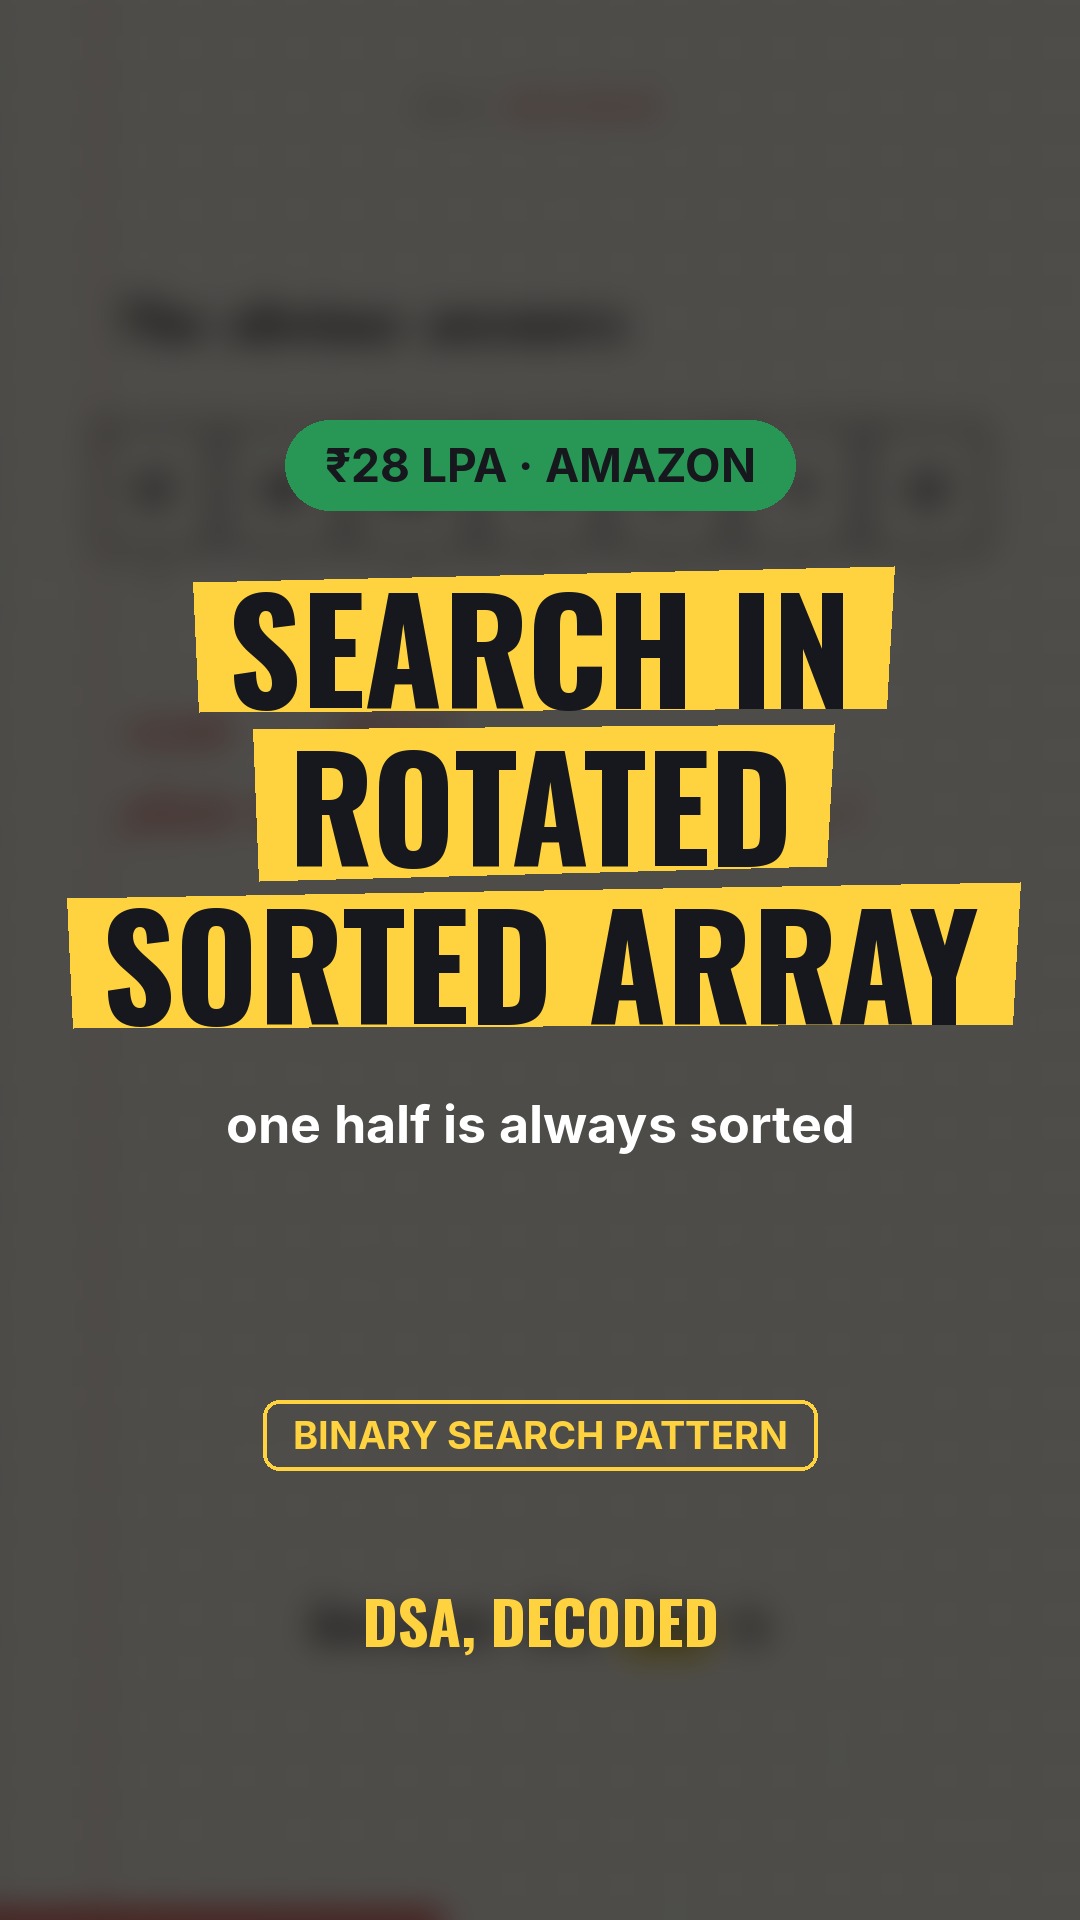 ₹28 LPA · AMAZON
SEARCH IN
ROTATED
SORTED ARRAY
one half is always sorted
BINARY SEARCH PATTERN
DSA, DECODED